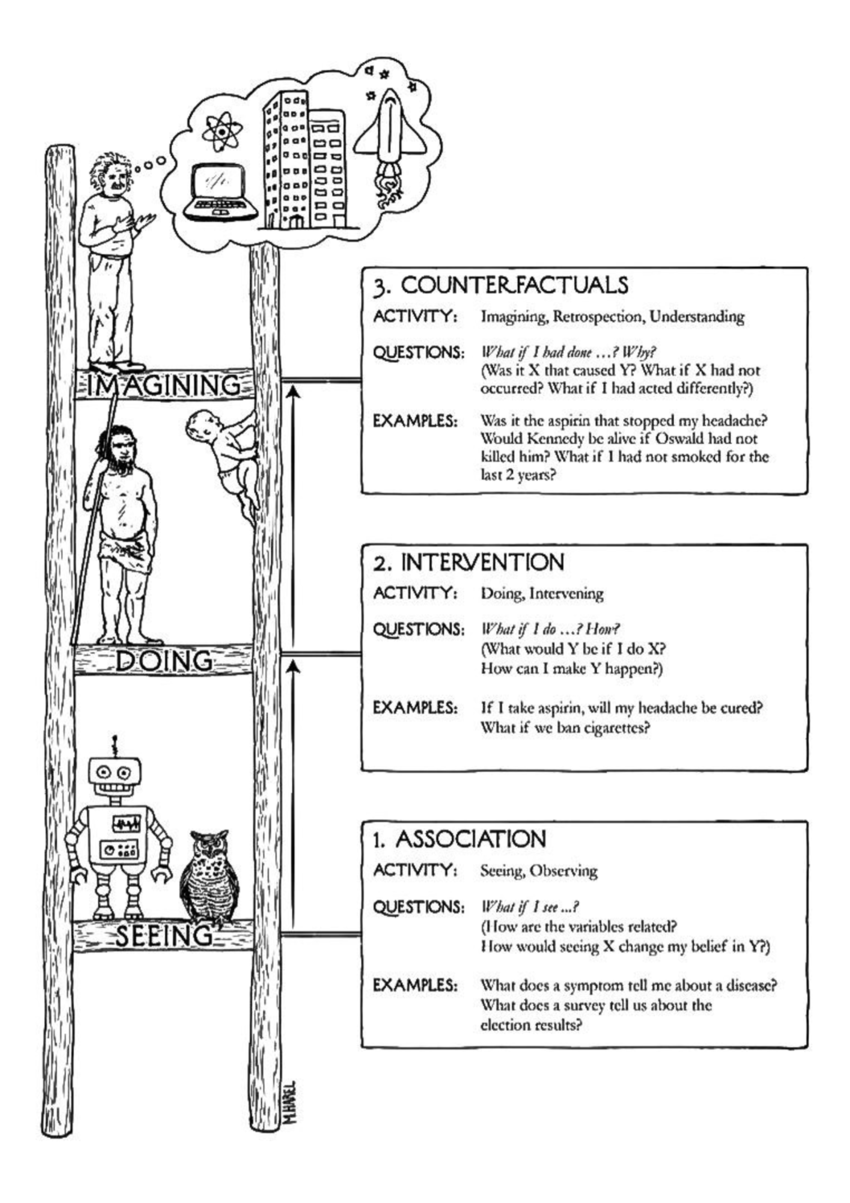 3. COUNTERFACTUALS
ACTIVITY: Imagining, Retrospection, Understanding
QUESTIONS: What if I had done …? Why?
(Was it X that caused Y? What if X had not
occurred? What if I had acted differently?)
EXAMPLES: Was it the aspirin that stopped my headache?
Would Kennedy be alive if Oswald had not
killed him? What if I had not smoked for the
last 2 years?
IMAGINING
2. INTERVENTION
ACTIVITY: Doing, Intervening
QUESTIONS: What if I do …? How?
(What would Y be if I do X?
How can I make Y happen?)
EXAMPLES: If I take aspirin, will my headache be cured?
What if we ban cigarettes?
DOING
1. ASSOCIATION
ACTIVITY: Seeing, Observing
QUESTIONS: What if I see ...?
(How are the variables related?
How would seeing X change my belief in Y?)
EXAMPLES: What does a symptom tell me about a disease?
What does a survey tell us about the
election results?
SEEING
M.HAREL